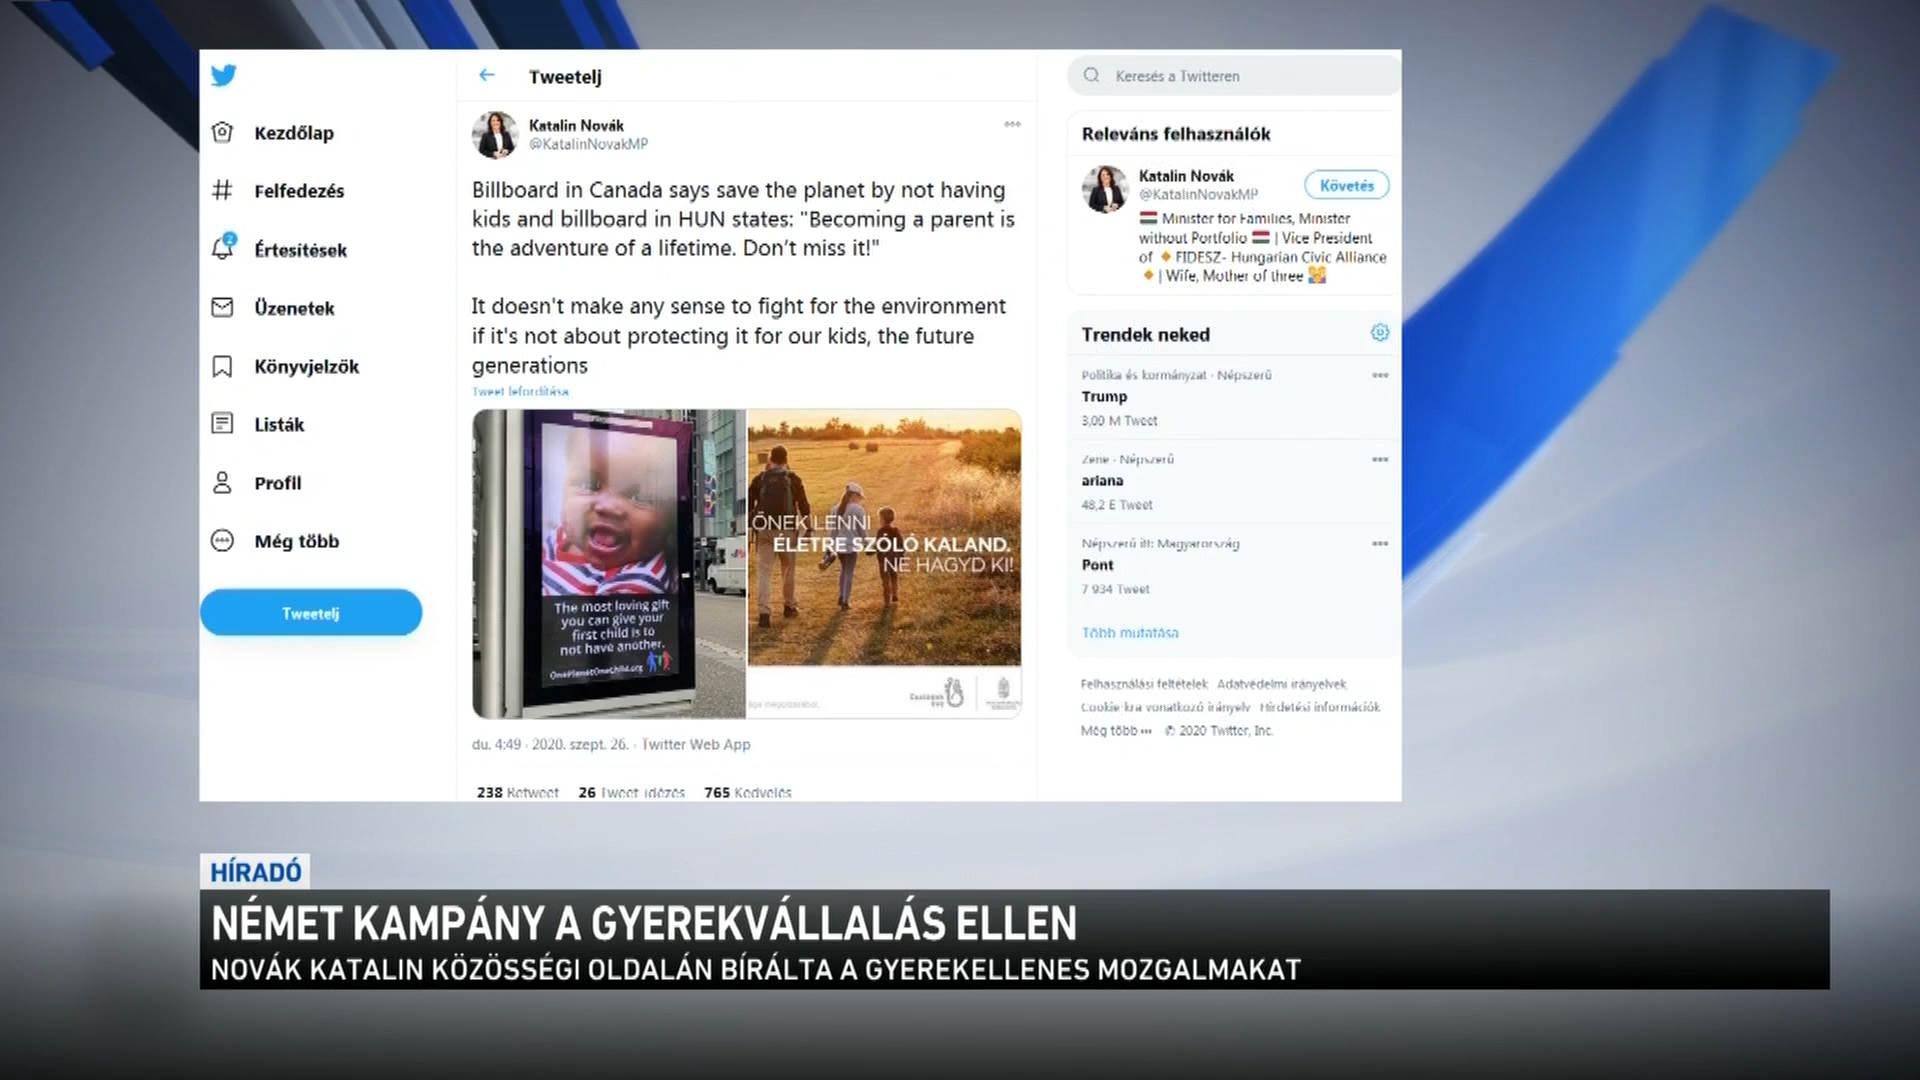 Kezdőlap
Felfedezés
2
Értesítések
Üzenetek
Könyvjelzők
Listák
Profil
Még több
Tweetelj
Tweetelj
Katalin Novák
@KatalinNovakMP
Billboard in Canada says save the planet by not having
kids and billboard in HUN states: "Becoming a parent is
the adventure of a lifetime. Don't miss it!"
It doesn't make any sense to fight for the environment
if it's not about protecting it for our kids, the future
generations
Tweet lefordítása
The most loving gift
you can give your
first child is to
not have another.
OnePlanetOneChild.org
ŐNEK LENNI
ÉLETRE SZÓLÓ KALAND.
NE HAGYD KI!
Családok
éve
du. 4:49 · 2020. szept. 26. · Twitter Web App
238 Retweet 26 Tweet-idézés 765 Kedvelés
Keresés a Twitteren
Releváns felhasználók
Katalin Novák
@KatalinNovakMP
Követés
Minister for Families, Minister
without Portfolio | Vice President
of FIDESZ- Hungarian Civic Alliance
| Wife, Mother of three
Trendek neked
Politika és kormányzat · Népszerű
Trump
3,09 M Tweet
Zene · Népszerű
ariana
48,2 E Tweet
Népszerű itt: Magyarország
Pont
7 934 Tweet
Több mutatása
Felhasználási feltételek Adatvédelmi irányelvek
Cookie-kra vonatkozó irányelv Hirdetési információk
Még több ••• © 2020 Twitter, Inc.
HÍRADÓ
NÉMET KAMPÁNY A GYEREKVÁLLALÁS ELLEN
NOVÁK KATALIN KÖZÖSSÉGI OLDALÁN BÍRÁLTA A GYEREKELLENES MOZGALMAKAT